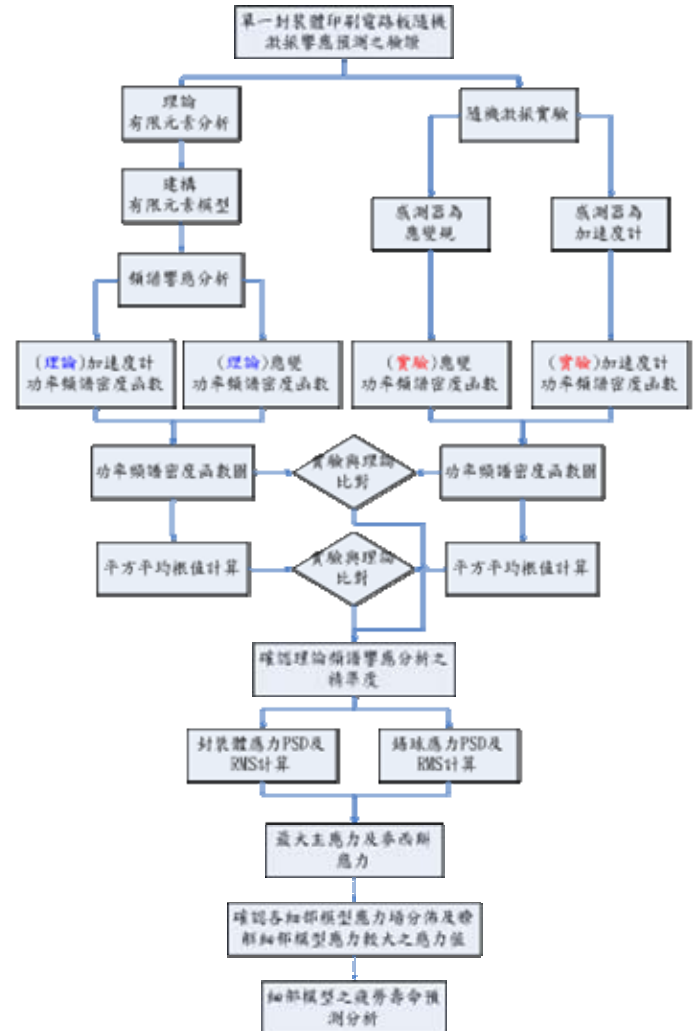 單一封裝體印刷電路板隨機
激振響應預測之檢證
理論
有限元素分析
隨機激振實驗
建構
有限元素模型
感測器為
應變規
感測器為
加速度計
頻譜響應分析
(理論)加速度計
功率頻譜密度函數
(理論)應變
功率頻譜密度函數
(實驗)應變
功率頻譜密度函數
(實驗)加速度計
功率頻譜密度函數
功率頻譜密度函數圖
實驗與理論
比對
功率頻譜密度函數圖
平方平均根值計算
實驗與理論
比對
平方平均根值計算
確認理論頻譜響應分析之
精準度
封裝體應力PSD及
RMS計算
錫球應力PSD及
RMS計算
最大主應力及麥西斯
應力
確認各細部模型應力場分佈及瞭
解細部模型應力較大之應力值
細部模型之疲勞壽命預
測分析